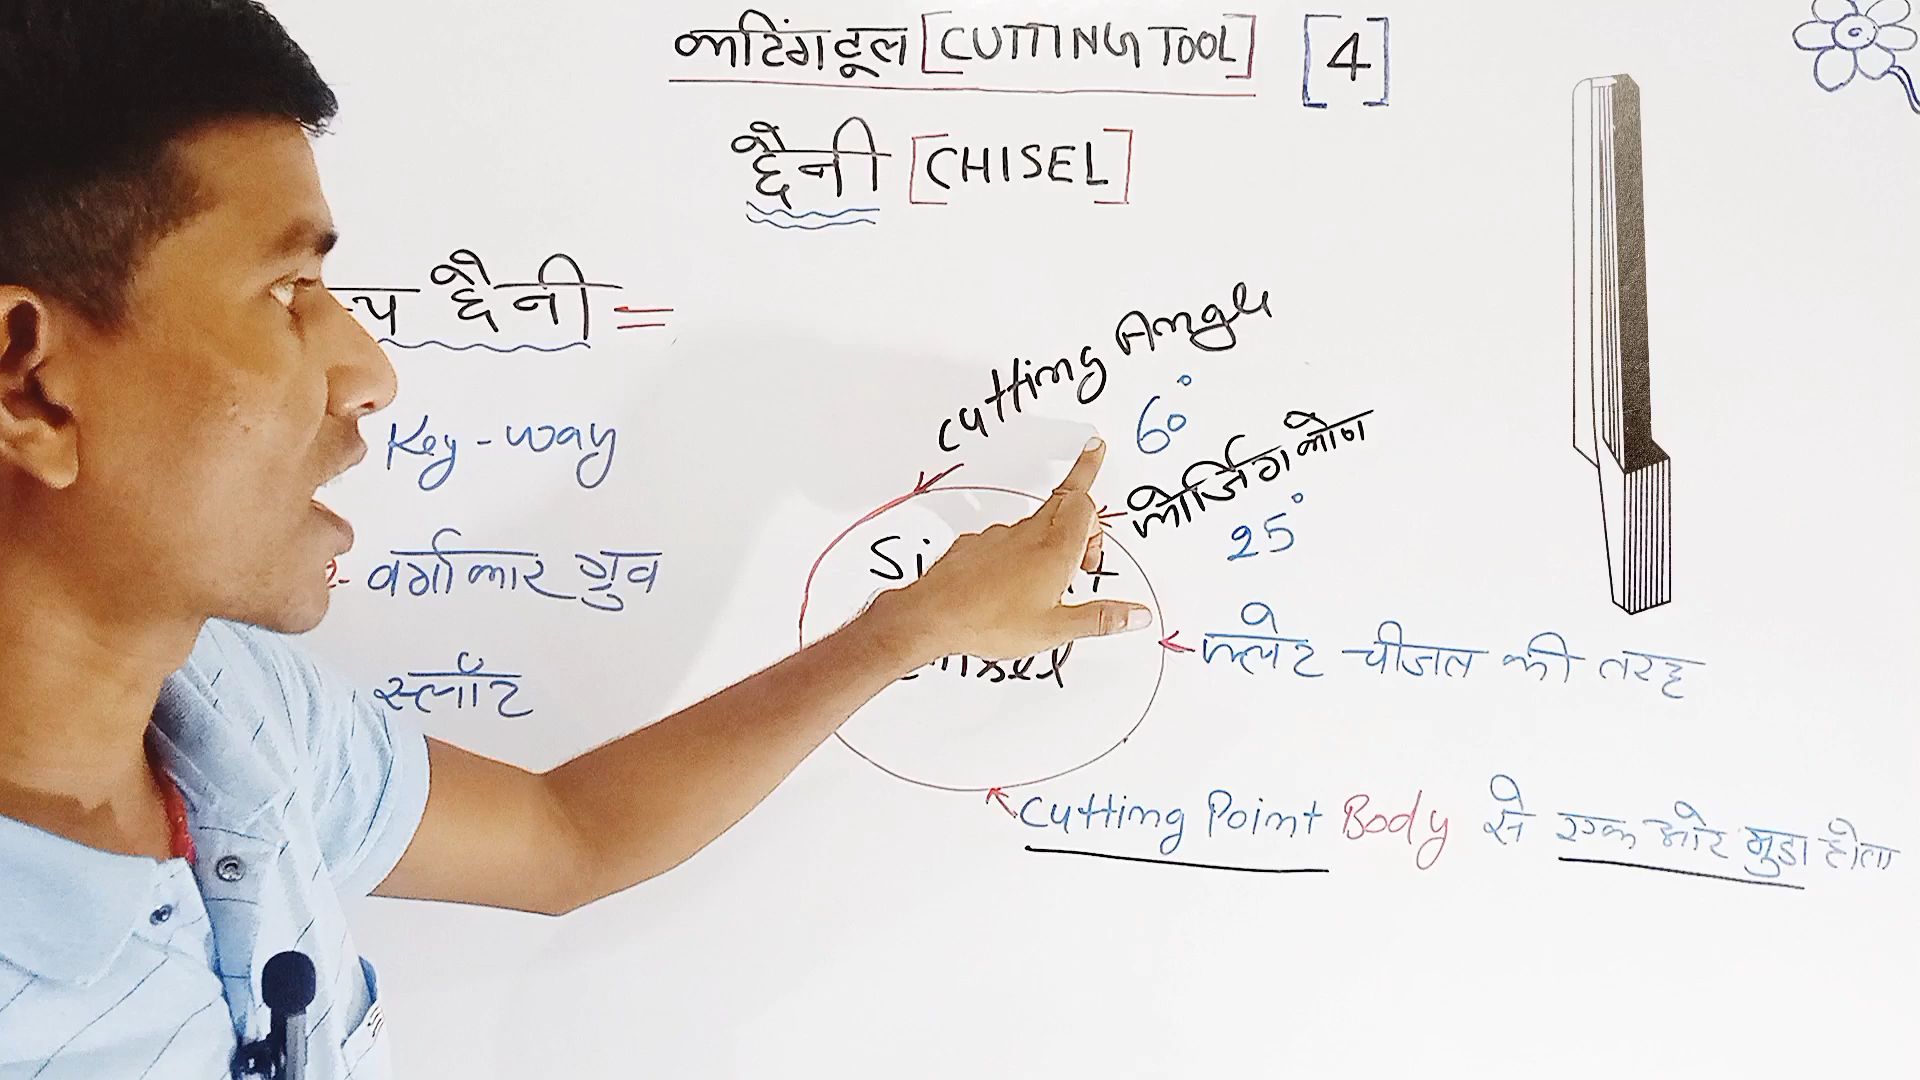 कटिंग टूल [CUTTING TOOL] [4]
छैनी [CHISEL]
छैनी =
Key-way
वर्गाकार ग्रुव
स्लॉट
Cutting Angle
60°
फोर्जिंग कोण
25°
फ्लेट चीजल की तरह
Cutting Point Body से एक ओर मुडा होता